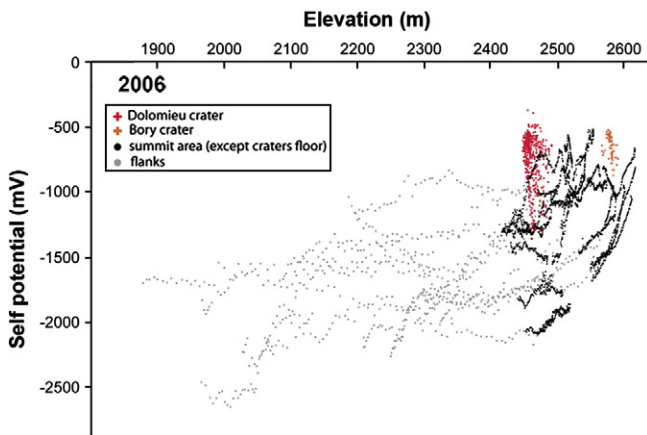 Elevation (m)
1900 2000 2100 2200 2300 2400 2500 2600
0
2006
Dolomieu crater
Bory crater
summit area (except craters floor)
flanks
-500
-1000
-1500
-2000
-2500
Self potential (mV)